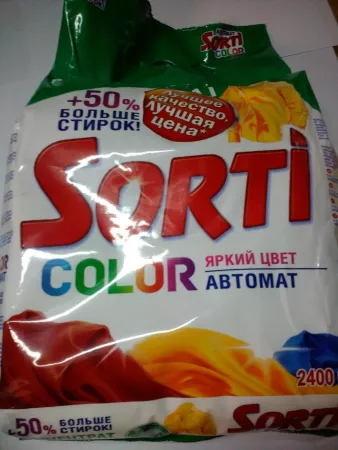 SORTI
COLOR
+50%
БОЛЬШЕ
СТИРОК!
Лучшее
качество,
лучшая
цена*
SORTI
COLOR
ЯРКИЙ ЦВЕТ
АВТОМАТ
2400
50%
БОЛЬШЕ
СТИРОК!
SORTI